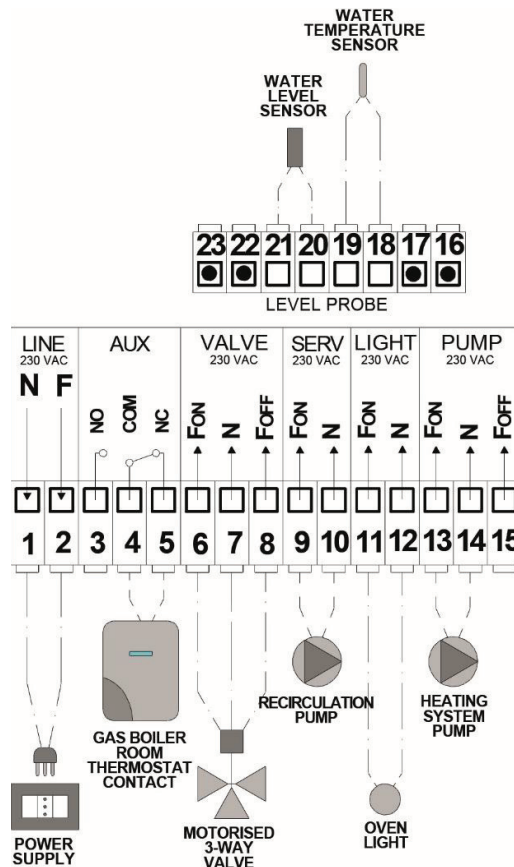 WATER
TEMPERATURE
SENSOR
WATER
LEVEL
SENSOR
23 22 21 20 19 18 17 16
LEVEL PROBE
LINE AUX VALVE SERV LIGHT PUMP
230 VAC 230 VAC 230 VAC 230 VAC 230 VAC
N F NO COM NC FON N FOFF FON N FON N FON N FOFF
1 2 3 4 5 6 7 8 9 10 11 12 13 14 15
GAS BOILER
ROOM
THERMOSTAT
CONTACT
RECIRCULATION
PUMP
HEATING
SYSTEM
PUMP
POWER
SUPPLY
MOTORISED
3-WAY
VALVE
OVEN
LIGHT